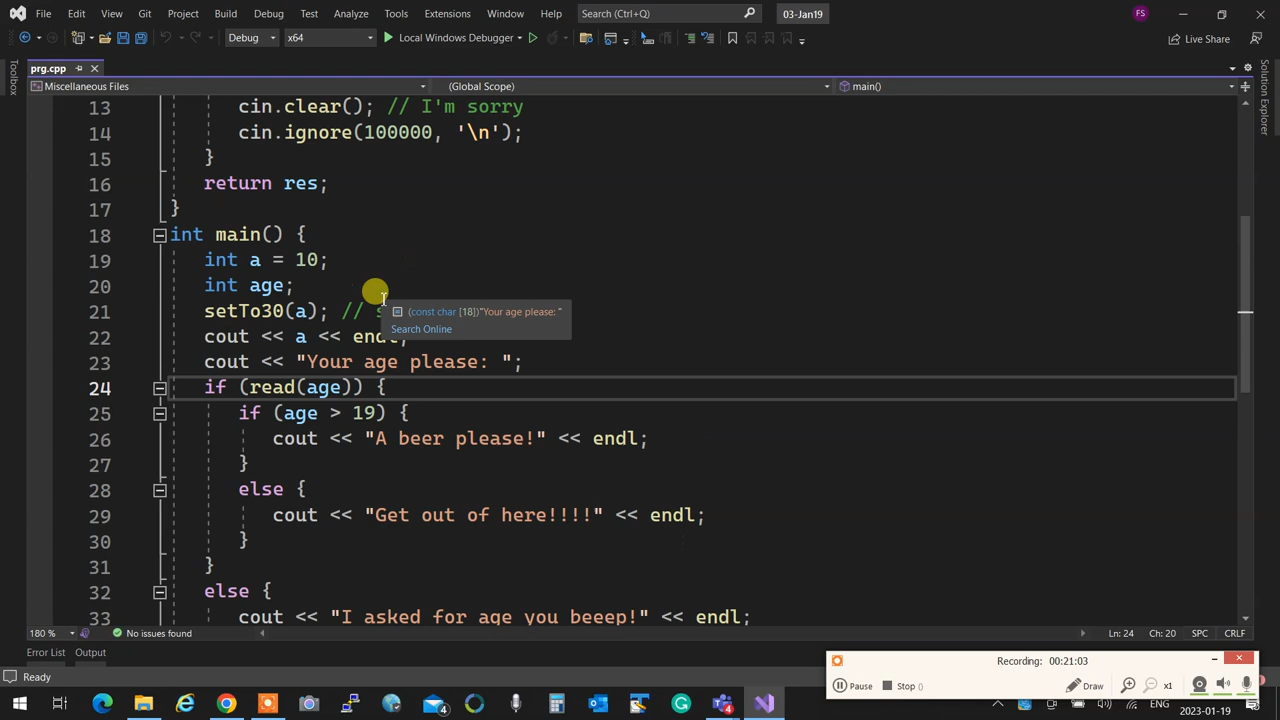 File Edit View Git Project Build Debug Test Analyze Tools Extensions Window Help Search (Ctrl+Q) 03-Jan19 FS
Debug x64 Local Windows Debugger Live Share
prg.cpp
Miscellaneous Files (Global Scope) main()
Toolbox
Solution Explorer
13 cin.clear(); // I'm sorry
14 cin.ignore(100000, '\n');
15 }
16 return res;
17 }
18 int main() {
19 int a = 10;
20 int age;
21 setTo30(a); //
(const char [18])"Your age please: "
Search Online
22 cout << a << endl;
23 cout << "Your age please: ";
24 if (read(age)) {
25 if (age > 19) {
26 cout << "A beer please!" << endl;
27 }
28 else {
29 cout << "Get out of here!!!!" << endl;
30 }
31 }
32 else {
33 cout << "I asked for age you beeep!" << endl;
180 % No issues found Ln: 24 Ch: 20 SPC CRLF
Error List Output
Ready
Recording: 00:21:03
Pause Stop () Draw x1
4 4 ENG 2023-01-19